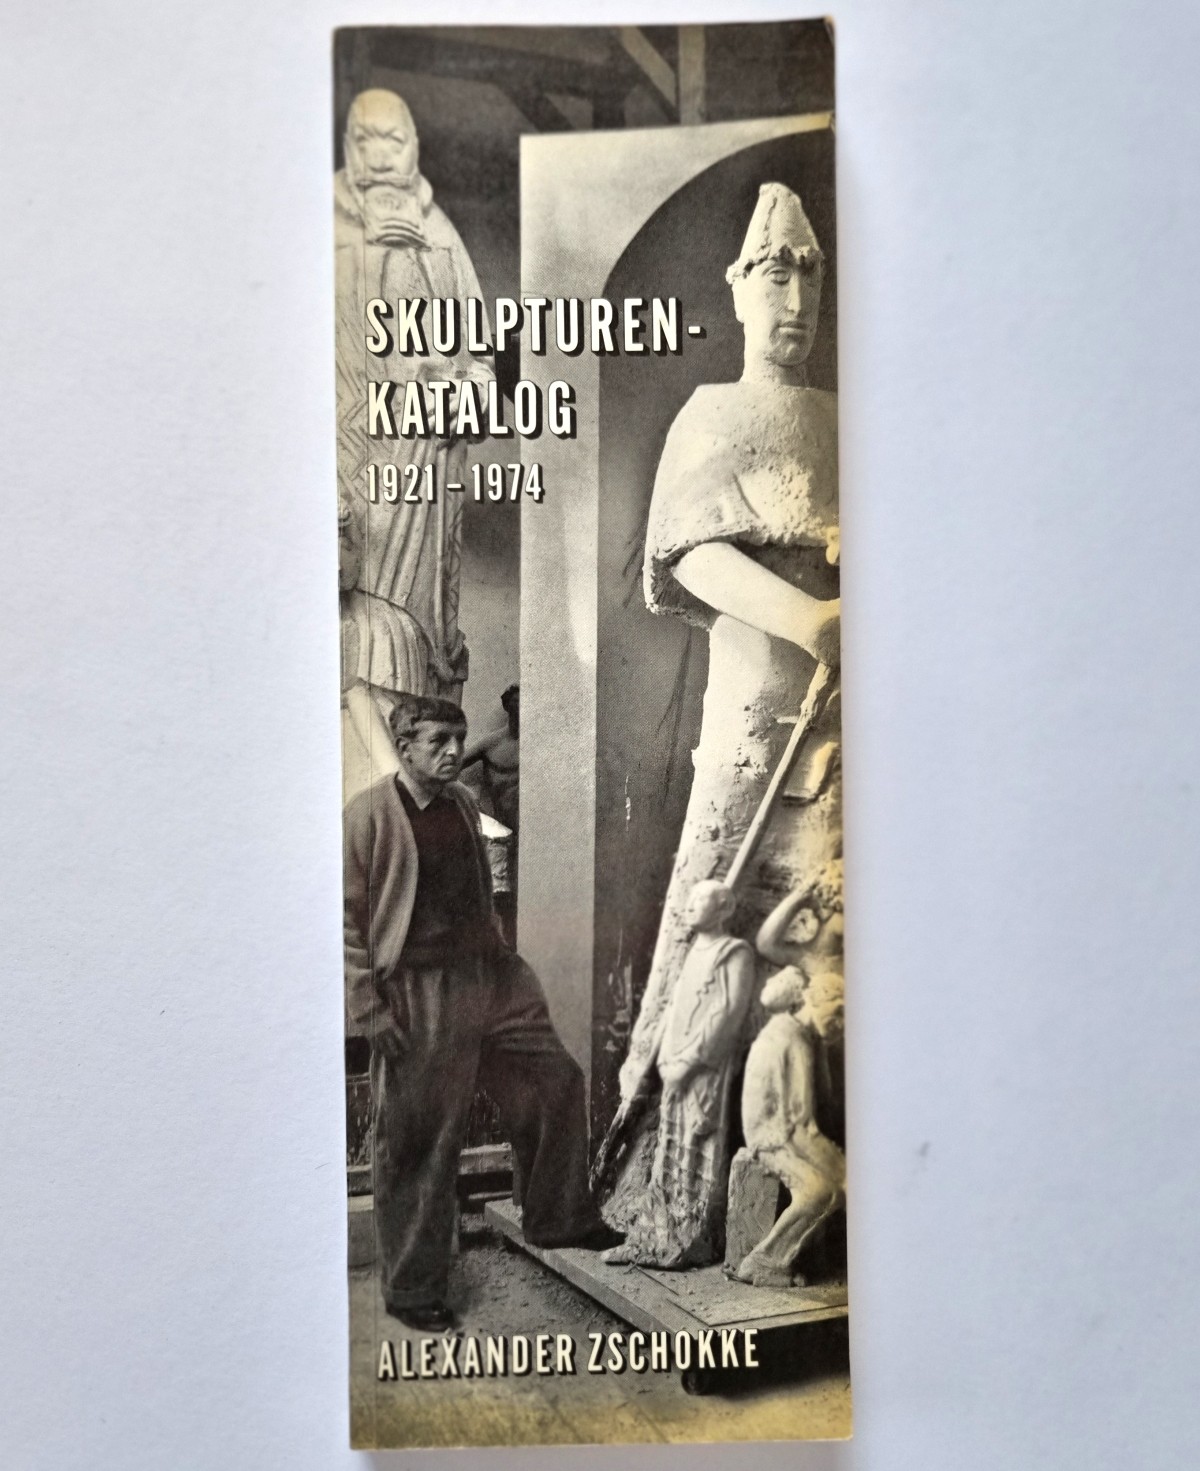 SKULPTUREN-
KATALOG
1921 – 1974
ALEXANDER ZSCHOKKE